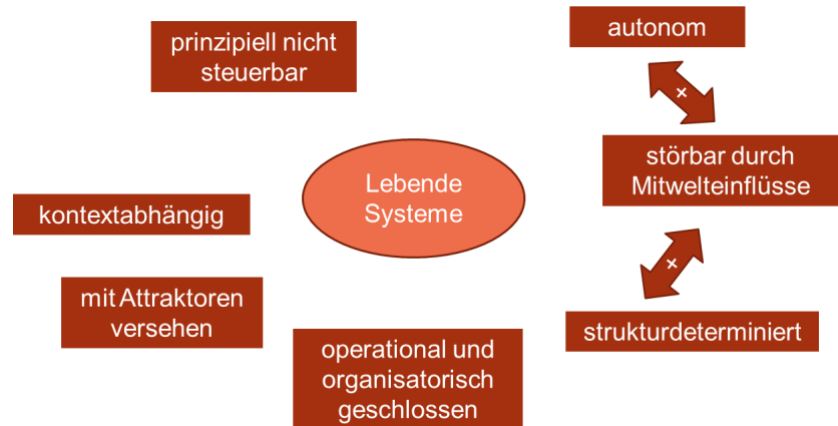 prinzipiell nicht
steuerbar
autonom
störbar durch
Mitwelteinflüsse
Lebende
Systeme
kontextabhängig
mit Attraktoren
versehen
strukturdeterminiert
operational und
organisatorisch
geschlossen